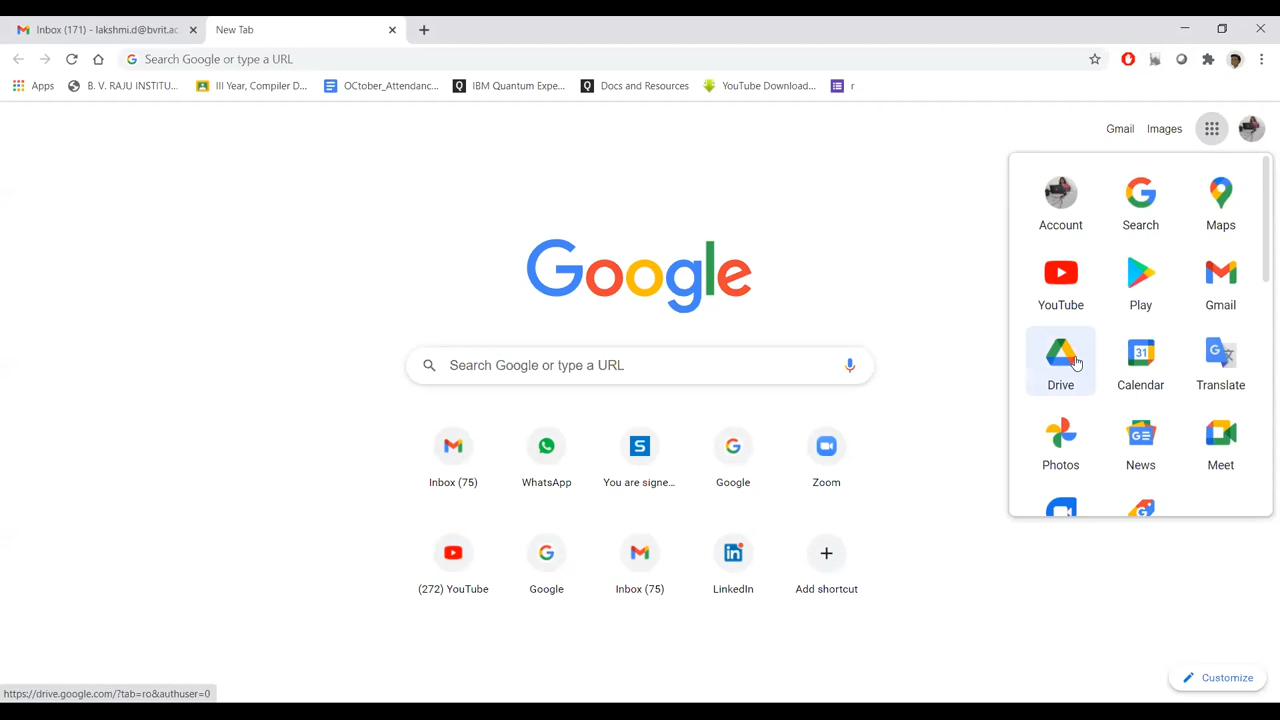 Inbox (171) - lakshmi.d@bvrit.ac
New Tab
Search Google or type a URL
Apps
B. V. RAJU INSTITU...
III Year, Compiler D...
OCtober_Attendanc...
IBM Quantum Expe...
Docs and Resources
YouTube Download...
r
Gmail Images
Account Search Maps
YouTube Play Gmail
31
Drive Calendar Translate
Photos News Meet
Google
Search Google or type a URL
Inbox (75) WhatsApp You are signe... Google Zoom
(272) YouTube Google Inbox (75) LinkedIn Add shortcut
Customize
https://drive.google.com/?tab=ro&authuser=0